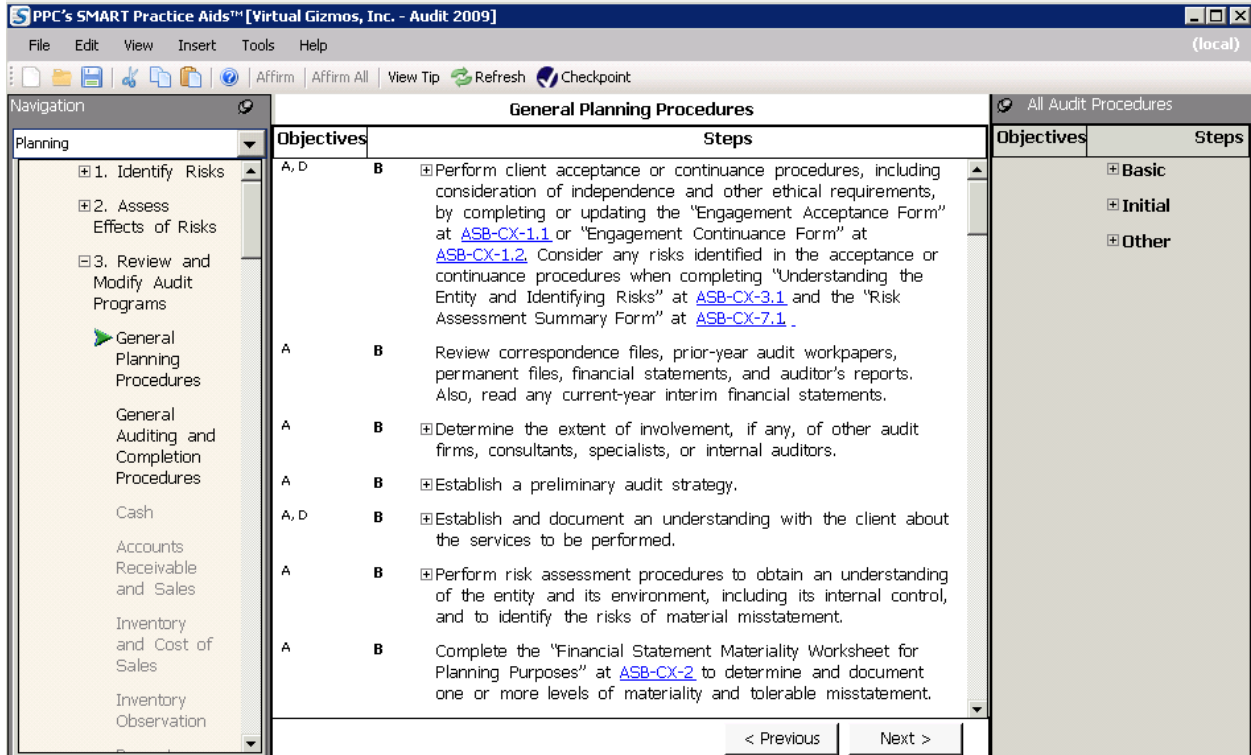 PPC's SMART Practice Aids™ [Virtual Gizmos, Inc. - Audit 2009]
File Edit View Insert Tools Help (local)
Affirm Affirm All View Tip Refresh Checkpoint
Navigation
Planning
1. Identify Risks
2. Assess
Effects of Risks
3. Review and
Modify Audit
Programs
General
Planning
Procedures
General
Auditing and
Completion
Procedures
Cash
Accounts
Receivable
and Sales
Inventory
and Cost of
Sales
Inventory
Observation
General Planning Procedures
Objectives Steps
A, D B Perform client acceptance or continuance procedures, including
consideration of independence and other ethical requirements,
by completing or updating the "Engagement Acceptance Form"
at ASB-CX-1.1 or "Engagement Continuance Form" at
ASB-CX-1.2. Consider any risks identified in the acceptance or
continuance procedures when completing "Understanding the
Entity and Identifying Risks" at ASB-CX-3.1 and the "Risk
Assessment Summary Form" at ASB-CX-7.1 .
A B Review correspondence files, prior-year audit workpapers,
permanent files, financial statements, and auditor's reports.
Also, read any current-year interim financial statements.
A B Determine the extent of involvement, if any, of other audit
firms, consultants, specialists, or internal auditors.
A B Establish a preliminary audit strategy.
A, D B Establish and document an understanding with the client about
the services to be performed.
A B Perform risk assessment procedures to obtain an understanding
of the entity and its environment, including its internal control,
and to identify the risks of material misstatement.
A B Complete the "Financial Statement Materiality Worksheet for
Planning Purposes" at ASB-CX-2 to determine and document
one or more levels of materiality and tolerable misstatement.
< Previous Next >
All Audit Procedures
Objectives Steps
Basic
Initial
Other